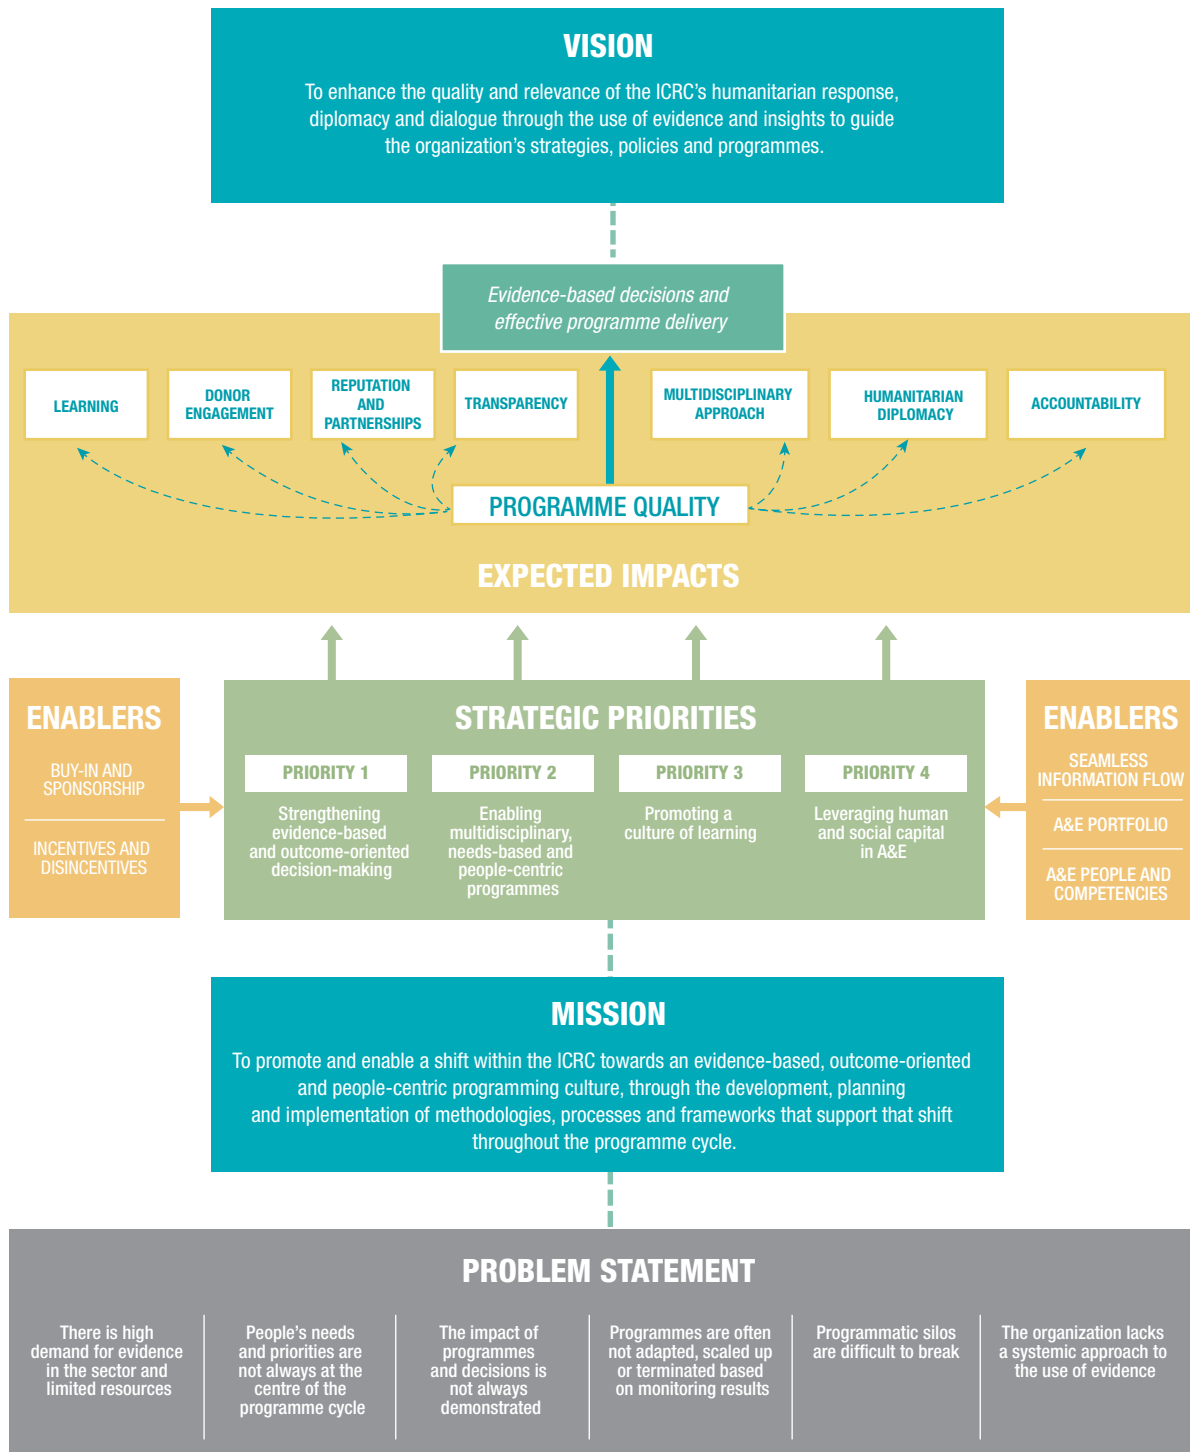 VISION
To enhance the quality and relevance of the ICRC’s humanitarian response,
diplomacy and dialogue through the use of evidence and insights to guide
the organization’s strategies, policies and programmes.
Evidence-based decisions and
effective programme delivery
LEARNING
DONOR
ENGAGEMENT
REPUTATION
AND
PARTNERSHIPS
TRANSPARENCY
MULTIDISCIPLINARY
APPROACH
HUMANITARIAN
DIPLOMACY
ACCOUNTABILITY
PROGRAMME QUALITY
EXPECTED IMPACTS
ENABLERS
BUY-IN AND
SPONSORSHIP
INCENTIVES AND
DISINCENTIVES
STRATEGIC PRIORITIES
PRIORITY 1
Strengthening
evidence-based
and outcome-oriented
decision-making
PRIORITY 2
Enabling
multidisciplinary,
needs-based and
people-centric
programmes
PRIORITY 3
Promoting a
culture of learning
PRIORITY 4
Leveraging human
and social capital
in A&E
ENABLERS
SEAMLESS
INFORMATION FLOW
A&E PORTFOLIO
A&E PEOPLE AND
COMPETENCIES
MISSION
To promote and enable a shift within the ICRC towards an evidence-based, outcome-oriented
and people-centric programming culture, through the development, planning
and implementation of methodologies, processes and frameworks that support that shift
throughout the programme cycle.
PROBLEM STATEMENT
There is high
demand for evidence
in the sector and
limited resources
People’s needs
and priorities are
not always at the
centre of the
programme cycle
The impact of
programmes
and decisions is
not always
demonstrated
Programmes are often
not adapted, scaled up
or terminated based
on monitoring results
Programmatic silos
are difficult to break
The organization lacks
a systemic approach to
the use of evidence